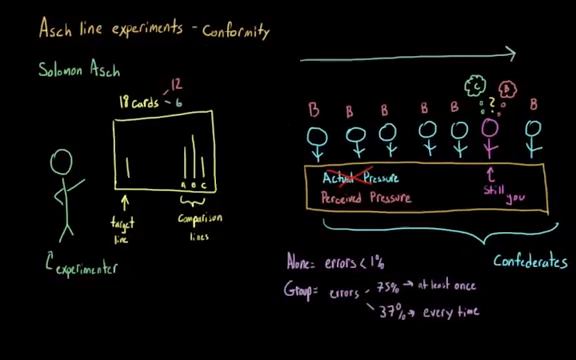 Asch line experiments - Conformity
Solomon Asch
18 cards
12
6
A B C
target
line
comparison
lines
experimenter
C B
B B B B B ? B
Actual Pressure
Perceived Pressure
Still
you
Confederates
Alone = errors < 1%
Group = errors
75% → at least once
37% → every time